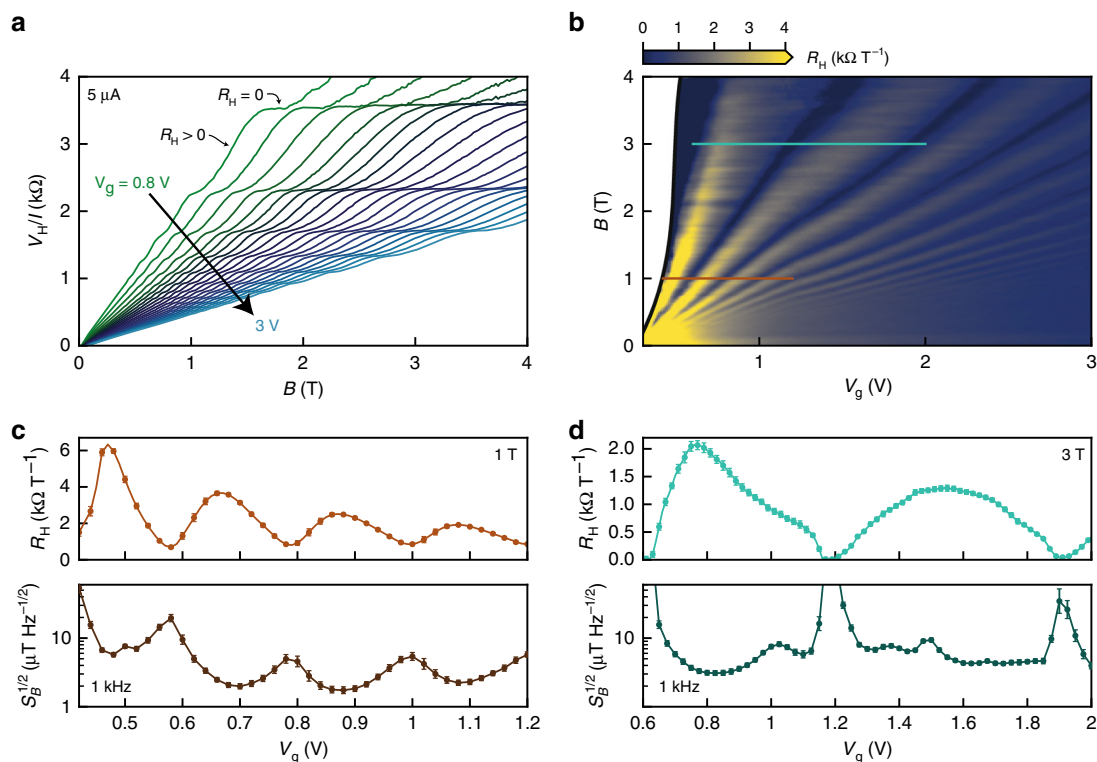 a
5 μA
R_H = 0
R_H > 0
V_g = 0.8 V
3 V
V_H/I (kΩ)
4
3
2
1
0
0 1 2 3 4
B (T)
b
0 1 2 3 4
R_H (kΩ T⁻¹)
B (T)
4
3
2
1
0
1 2 3
V_g (V)
c
1 T
R_H (kΩ T⁻¹)
6
4
2
0
S_B^{1/2} (μT Hz^{−1/2})
10
1
1 kHz
0.5 0.6 0.7 0.8 0.9 1.0 1.1 1.2
V_g (V)
d
3 T
R_H (kΩ T⁻¹)
2.0
1.5
1.0
0.5
0.0
S_B^{1/2} (μT Hz^{−1/2})
10
1 kHz
0.6 0.8 1 1.2 1.4 1.6 1.8 2
V_g (V)